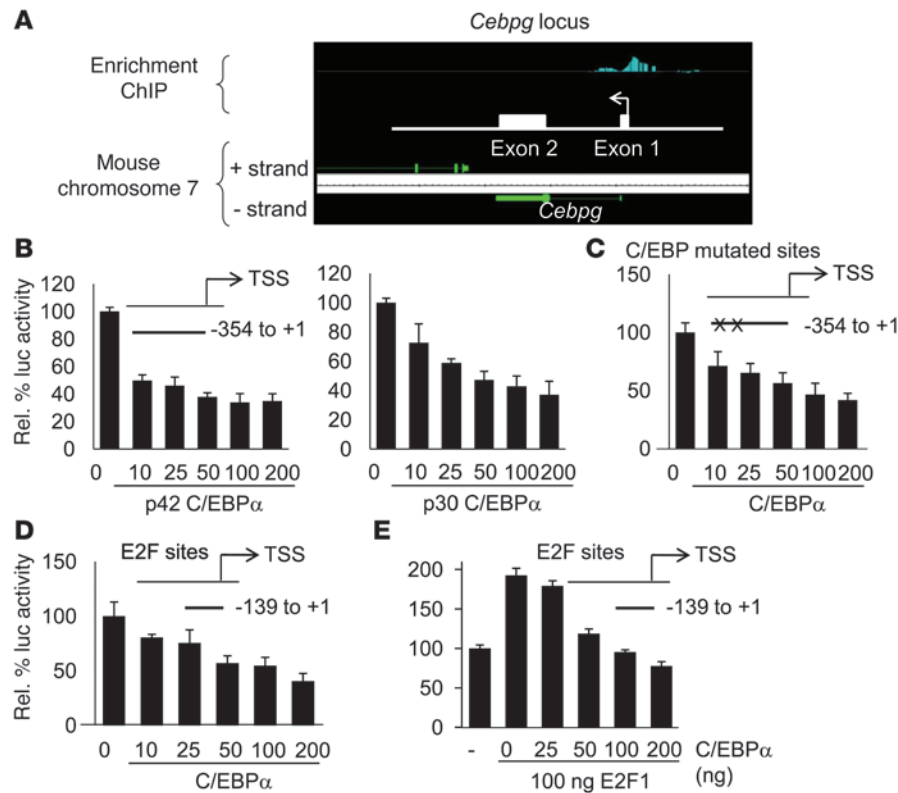 A
Cebpg locus
Enrichment
ChIP
Exon 2 Exon 1
Mouse
chromosome 7
+ strand
- strand
Cebpg
B
Rel. % luc activity
120
100
80
60
40
20
0
TSS
-354 to +1
0 10 25 50 100 200
p42 C/EBPα
120
100
80
60
40
20
0
0 10 25 50 100 200
p30 C/EBPα
C
C/EBP mutated sites
150
100
50
0
TSS
X X
-354 to +1
0 10 25 50 100 200
C/EBPα
D
Rel. % luc activity
150
100
50
0
E2F sites
TSS
-139 to +1
0 10 25 50 100 200
C/EBPα
E
200
150
100
50
0
E2F sites
TSS
-139 to +1
- 0 25 50 100 200 C/EBPα
(ng)
100 ng E2F1